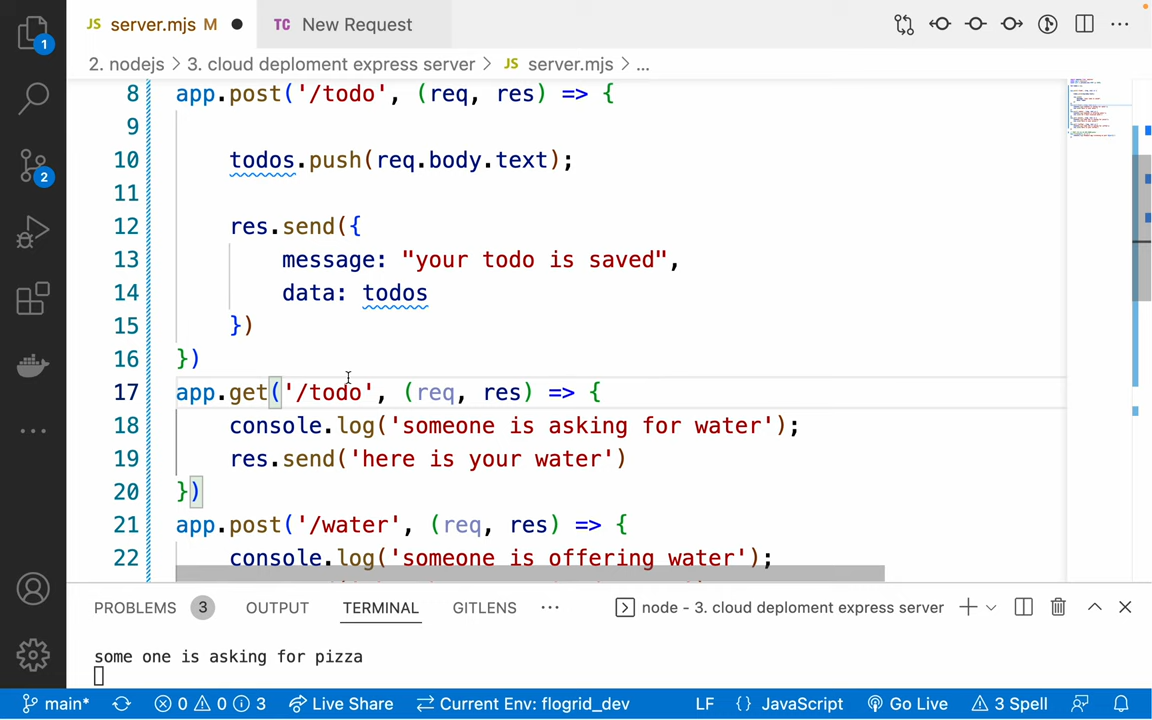 JS server.mjs M
TC New Request
2. nodejs > 3. cloud deploment express server > JS server.mjs > ...
8 app.post('/todo', (req, res) => {
9
10 todos.push(req.body.text);
11
12 res.send({
13 message: "your todo is saved",
14 data: todos
15 })
16 })
17 app.get('/todo', (req, res) => {
18 console.log('someone is asking for water');
19 res.send('here is your water')
20 })
21 app.post('/water', (req, res) => {
22 console.log('someone is offering water');
1
2
PROBLEMS 3 OUTPUT TERMINAL GITLENS ... node - 3. cloud deploment express server
some one is asking for pizza
main* 0 0 3 Live Share Current Env: flogrid_dev LF {} JavaScript Go Live 3 Spell